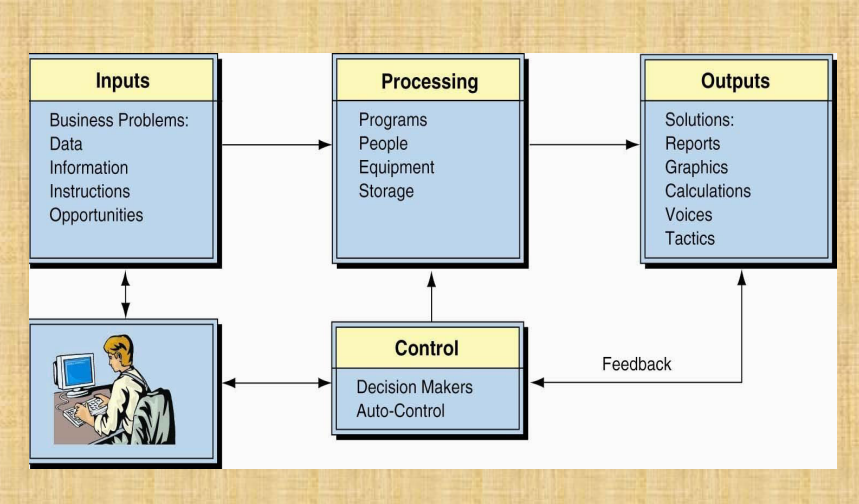 Inputs
Business Problems:
Data
Information
Instructions
Opportunities
Processing
Programs
People
Equipment
Storage
Outputs
Solutions:
Reports
Graphics
Calculations
Voices
Tactics
Control
Decision Makers
Auto-Control
Feedback